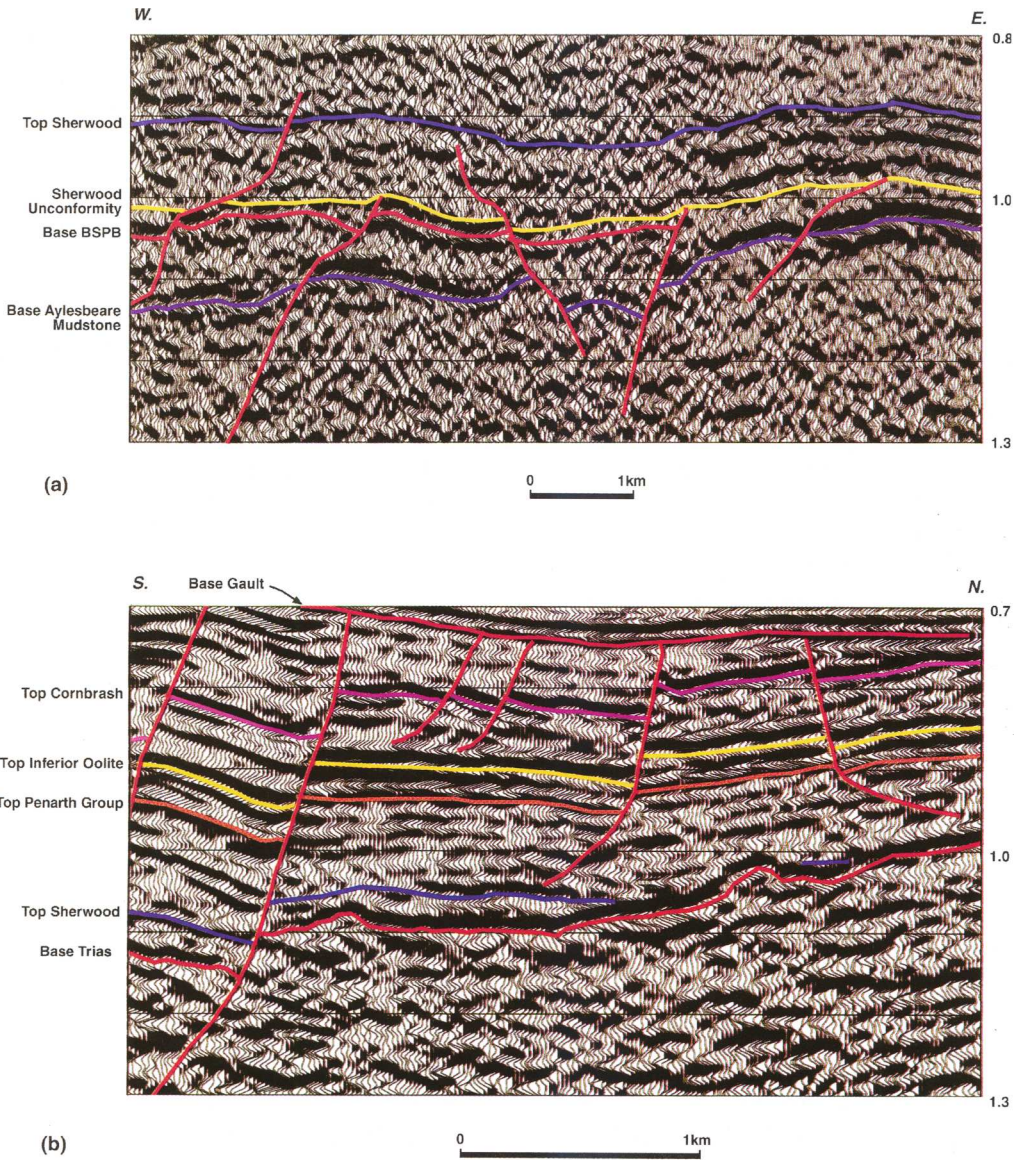 W.
E.
0.8
Top Sherwood
Sherwood
Unconformity
1.0
Base BSPB
Base Aylesbeare
Mudstone
1.3
(a)
0 1km
S.
Base Gault
N.
0.7
Top Cornbrash
Top Inferior Oolite
Top Penarth Group
1.0
Top Sherwood
Base Trias
1.3
(b)
0 1km